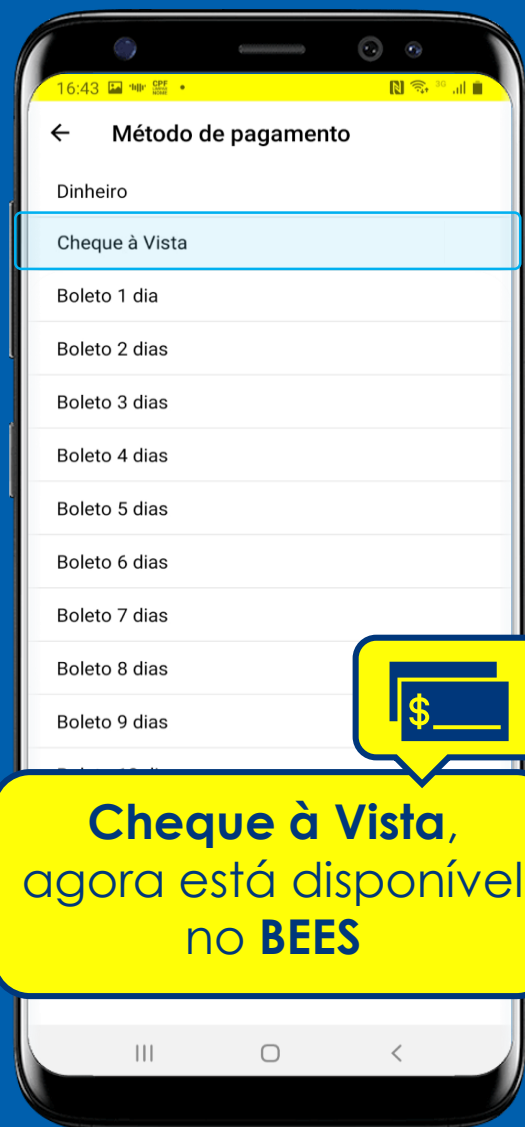 16:43
CPF
3G
Método de pagamento
Dinheiro
Cheque à Vista
Boleto 1 dia
Boleto 2 dias
Boleto 3 dias
Boleto 4 dias
Boleto 5 dias
Boleto 6 dias
Boleto 7 dias
Boleto 8 dias
Boleto 9 dias
$
Cheque à Vista,
agora está disponível
no BEES